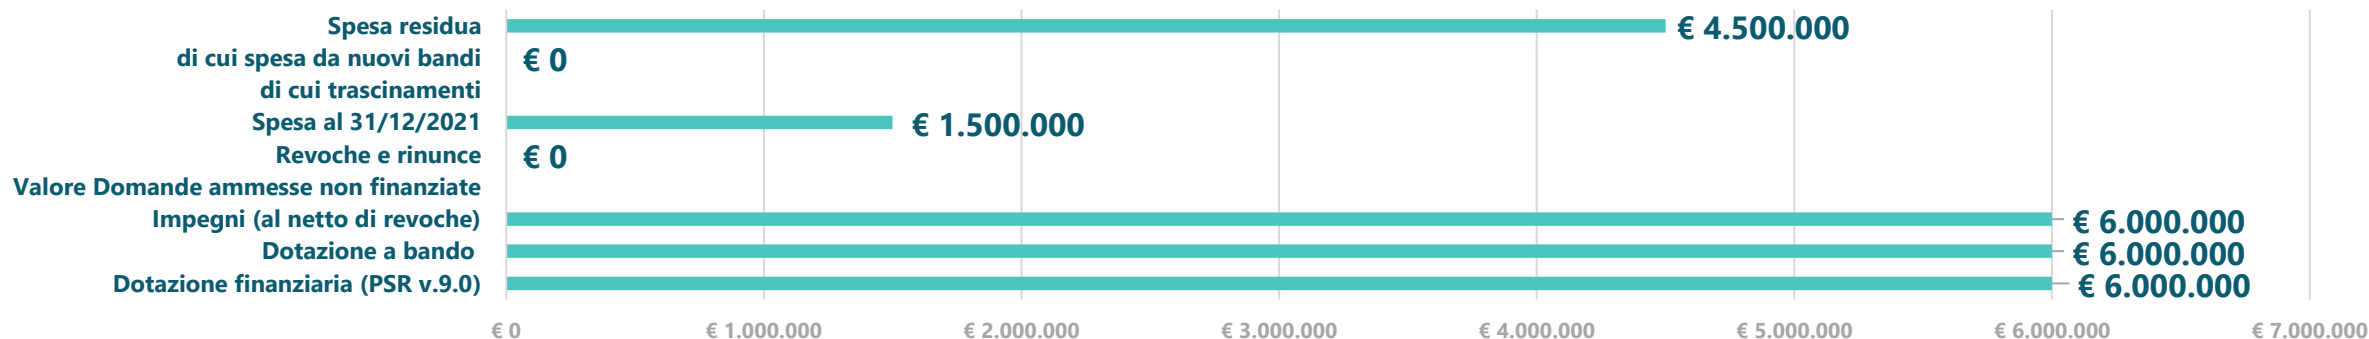 Spesa residua € 4.500.000
di cui spesa da nuovi bandi € 0
di cui trascinamenti
Spesa al 31/12/2021 € 1.500.000
Revoche e rinunce € 0
Valore Domande ammesse non finanziate
Impegni (al netto di revoche) € 6.000.000
Dotazione a bando € 6.000.000
Dotazione finanziaria (PSR v.9.0) € 6.000.000
€ 0 € 1.000.000 € 2.000.000 € 3.000.000 € 4.000.000 € 5.000.000 € 6.000.000 € 7.000.000